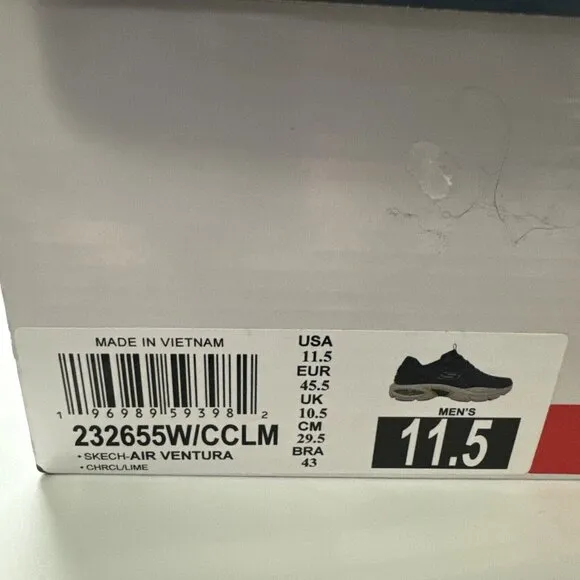 MADE IN VIETNAM
1 96989 59398 2
232655W/CCLM
• SKECH-AIR VENTURA
• CHRCL/LIME
USA
11.5
EUR
45.5
UK
10.5
CM
29.5
BRA
43
MEN'S
11.5